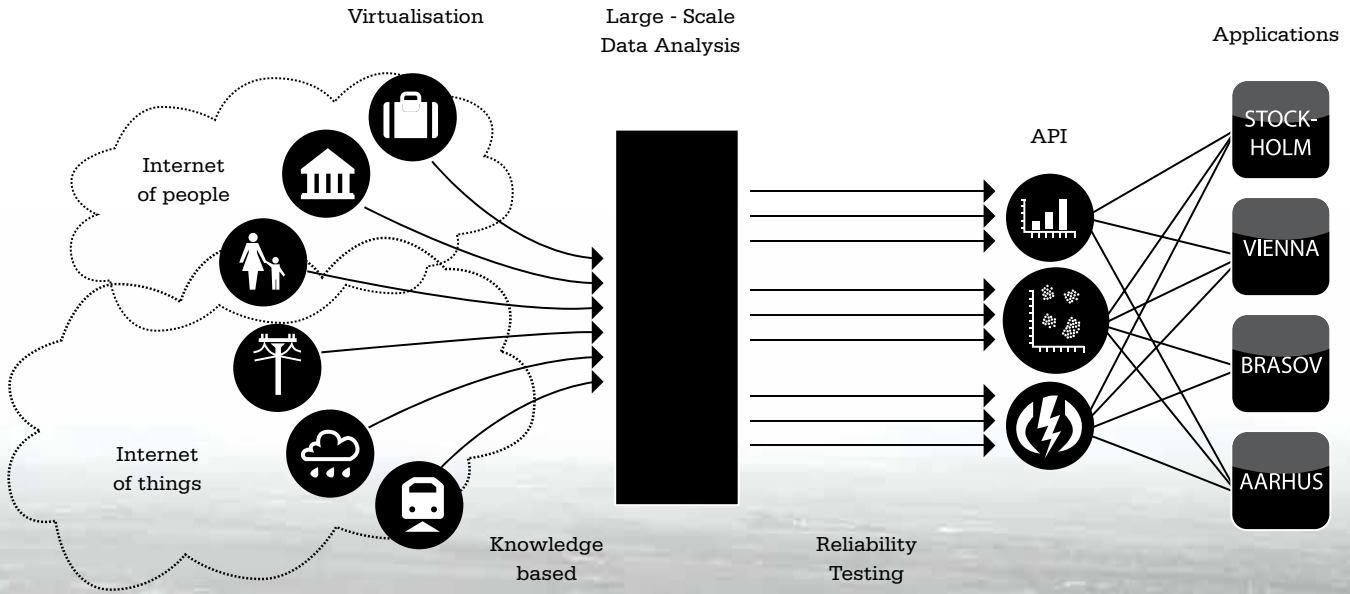 Virtualisation
Large - Scale
Data Analysis
Applications
API
Internet
of people
STOCK-
HOLM
VIENNA
BRASOV
AARHUS
Internet
of things
Knowledge
based
Reliability
Testing